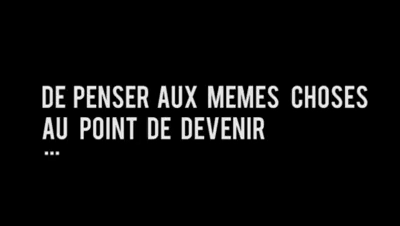 DE PENSER AUX MEMES CHOSES
AU POINT DE DEVENIR
...